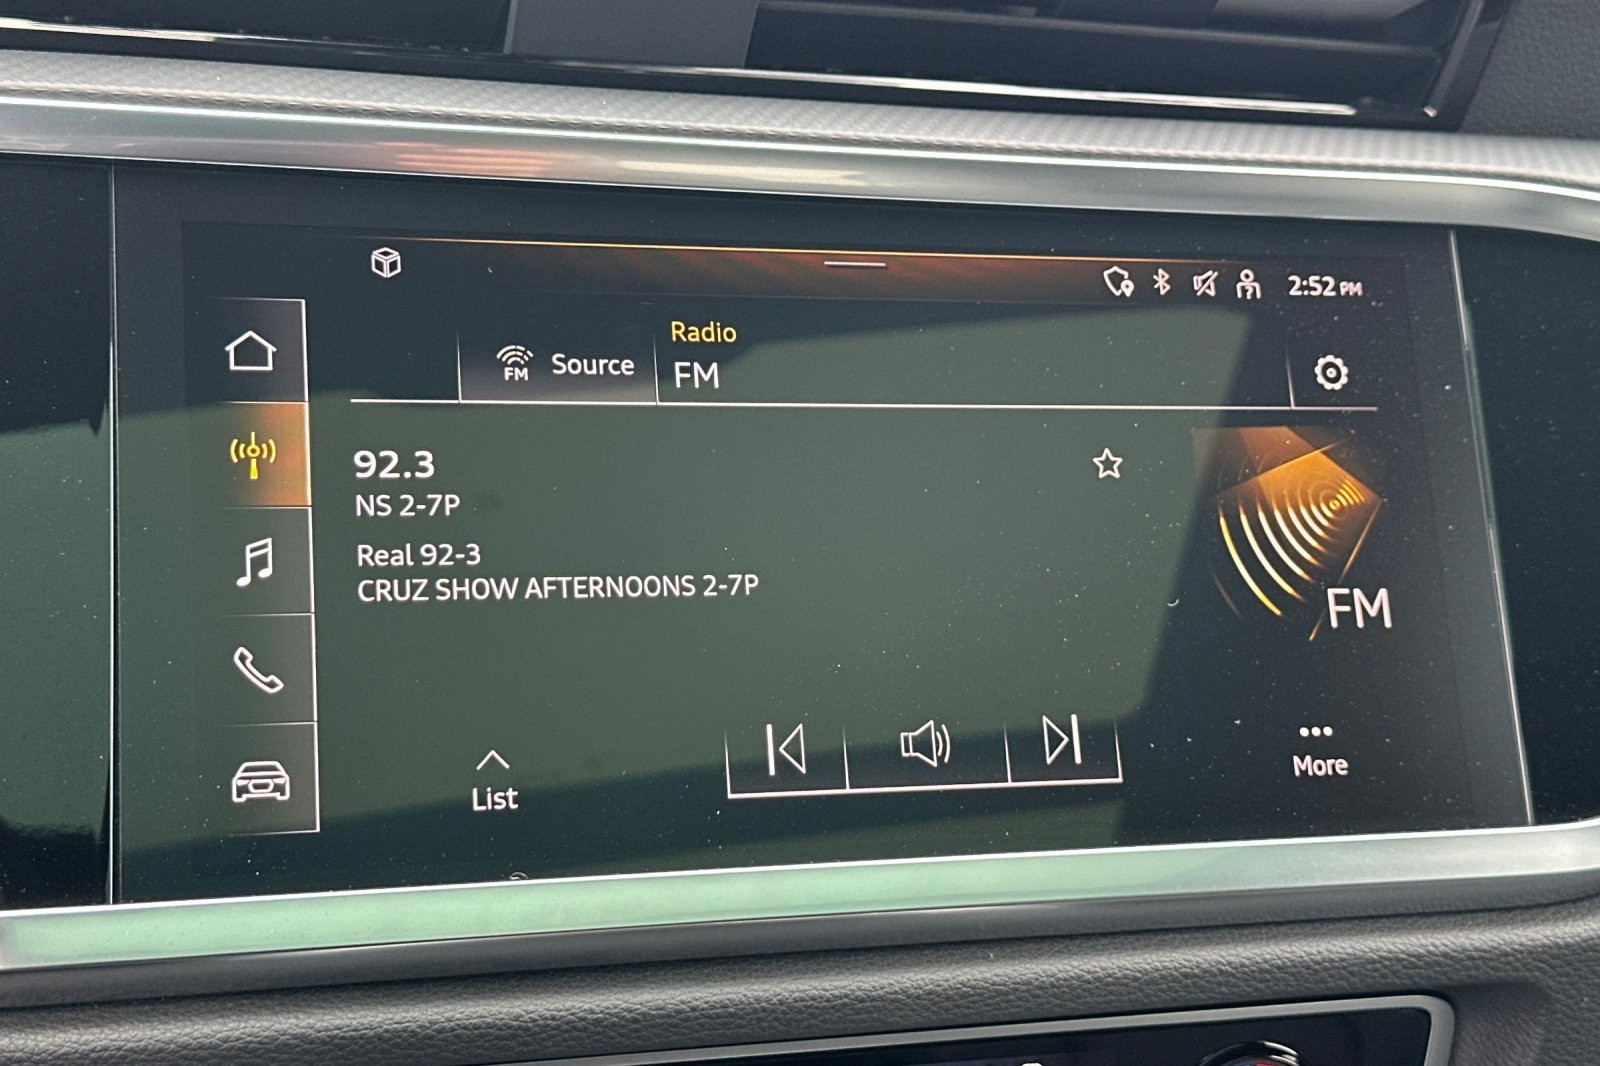 2:52 PM
Radio
FM Source
FM
92.3
NS 2-7P
Real 92-3
CRUZ SHOW AFTERNOONS 2-7P
FM
List
More